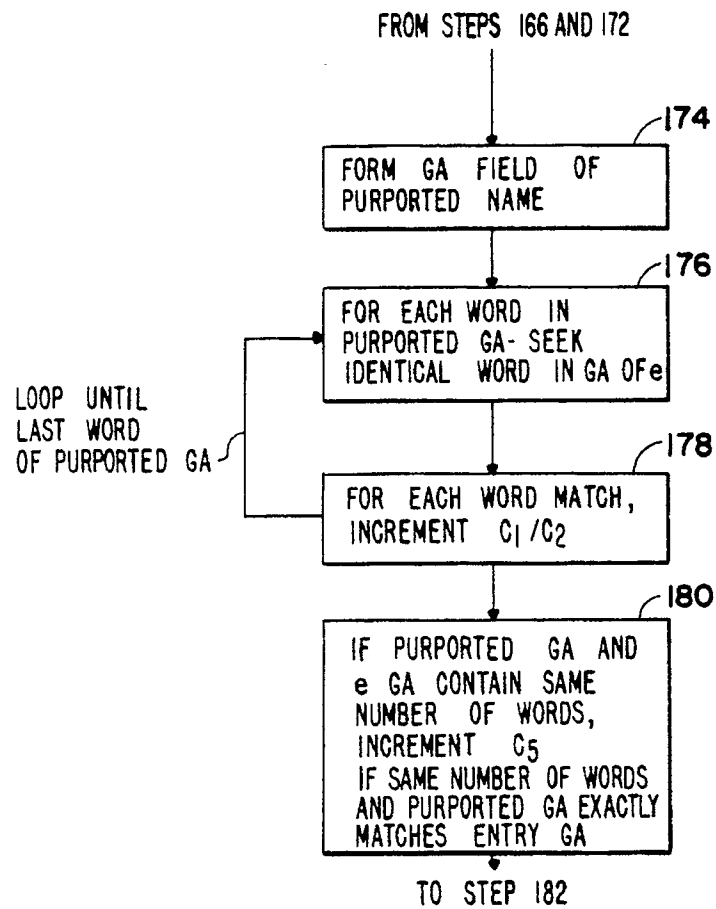 FROM STEPS 166 AND 172
174
FORM GA FIELD OF
PURPORTED NAME
176
FOR EACH WORD IN
PURPORTED GA- SEEK
IDENTICAL WORD IN GA OF e
LOOP UNTIL
LAST WORD
OF PURPORTED GA
178
FOR EACH WORD MATCH,
INCREMENT C1/C2
180
IF PURPORTED GA AND
e GA CONTAIN SAME
NUMBER OF WORDS,
INCREMENT C5
IF SAME NUMBER OF WORDS
AND PURPORTED GA EXACTLY
MATCHES ENTRY GA
TO STEP 182